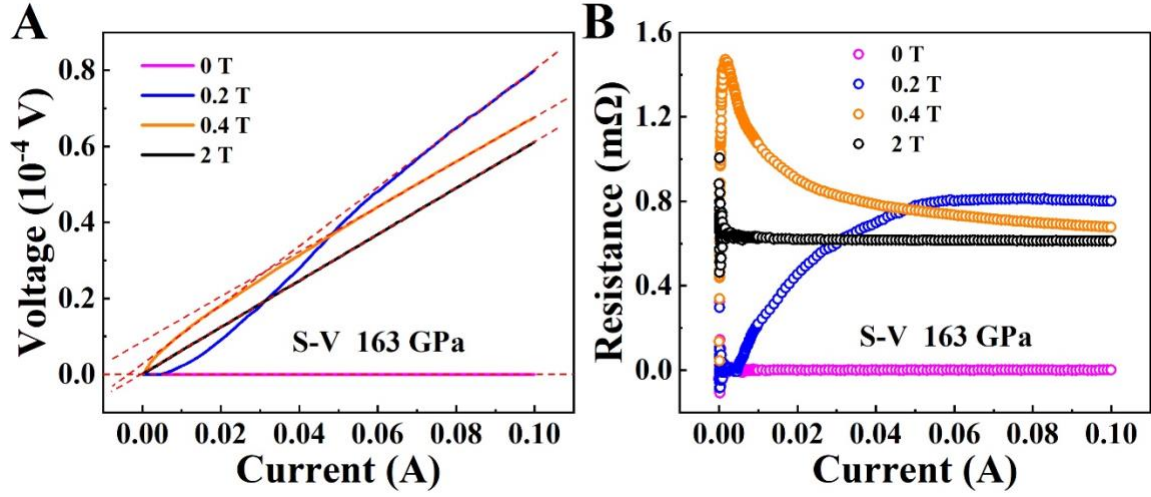 A
Voltage (10-4 V)
0.8
0.6
0.4
0.2
0.0
0 T
0.2 T
0.4 T
2 T
S-V 163 GPa
0.00 0.02 0.04 0.06 0.08 0.10
Current (A)
B
Resistance (mΩ)
1.6
1.2
0.8
0.4
0.0
0 T
0.2 T
0.4 T
2 T
S-V 163 GPa
0.00 0.02 0.04 0.06 0.08 0.10
Current (A)